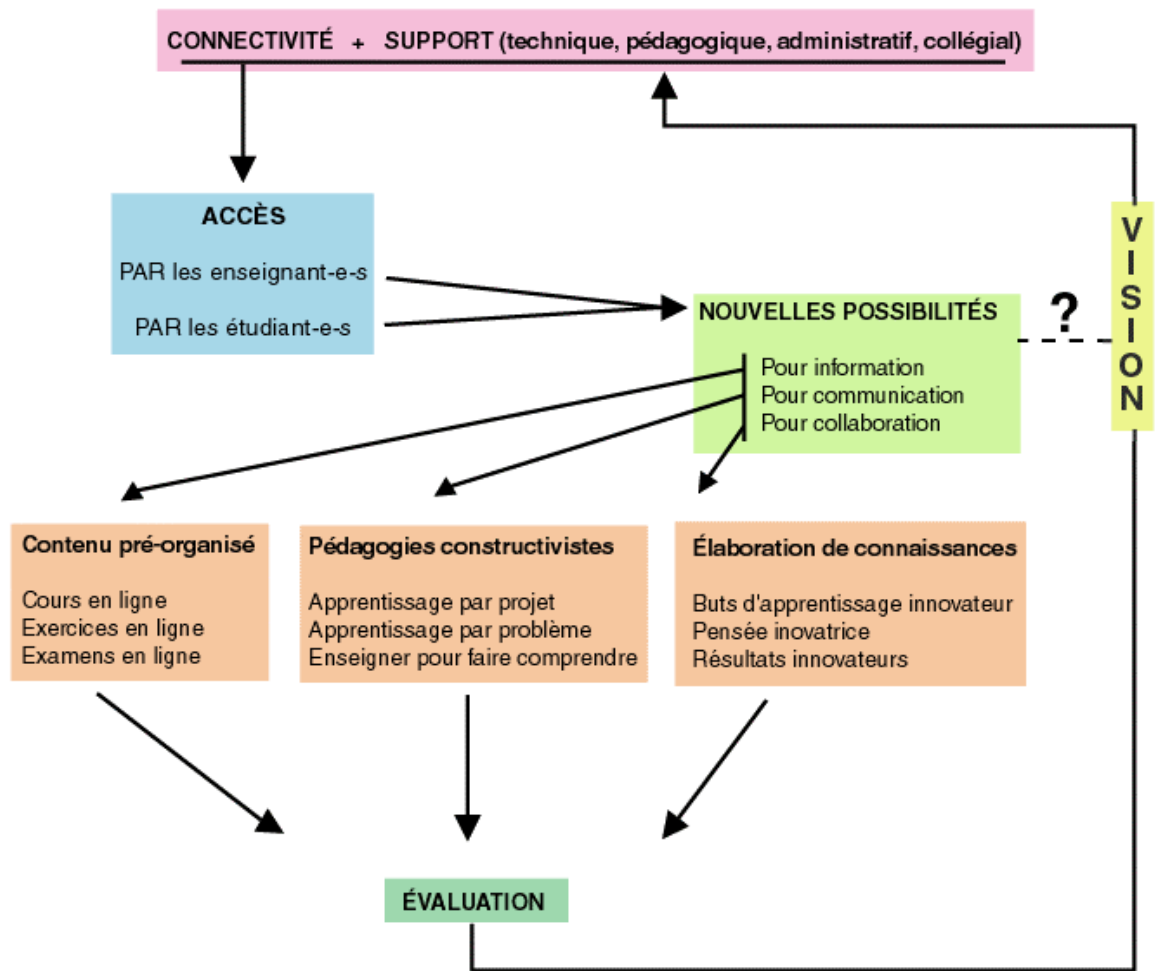 CONNECTIVITÉ + SUPPORT (technique, pédagogique, administratif, collégial)
ACCÈS
PAR les enseignant-e-s
PAR les étudiant-e-s
NOUVELLES POSSIBILITÉS
Pour information
Pour communication
Pour collaboration
?
VISION
Contenu pré-organisé
Cours en ligne
Exercices en ligne
Examens en ligne
Pédagogies constructivistes
Apprentissage par projet
Apprentissage par problème
Enseigner pour faire comprendre
Élaboration de connaissances
Buts d'apprentissage innovateur
Pensée inovatrice
Résultats innovateurs
ÉVALUATION